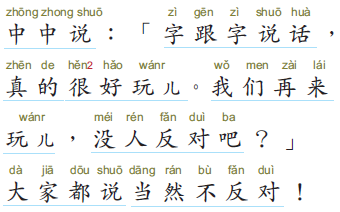 zhōng zhong shuō zì gēn zì shuō huà
中中说：「字跟字说话，
zhēn de hěn2 hǎo wánr wǒ men zài lái
真的很好玩儿。我们再来
wánr méi rén fǎn duì ba
玩儿，没人反对吧？」
dà jiā dōu shuō dāng rán bù fǎn duì
大家都说当然不反对！